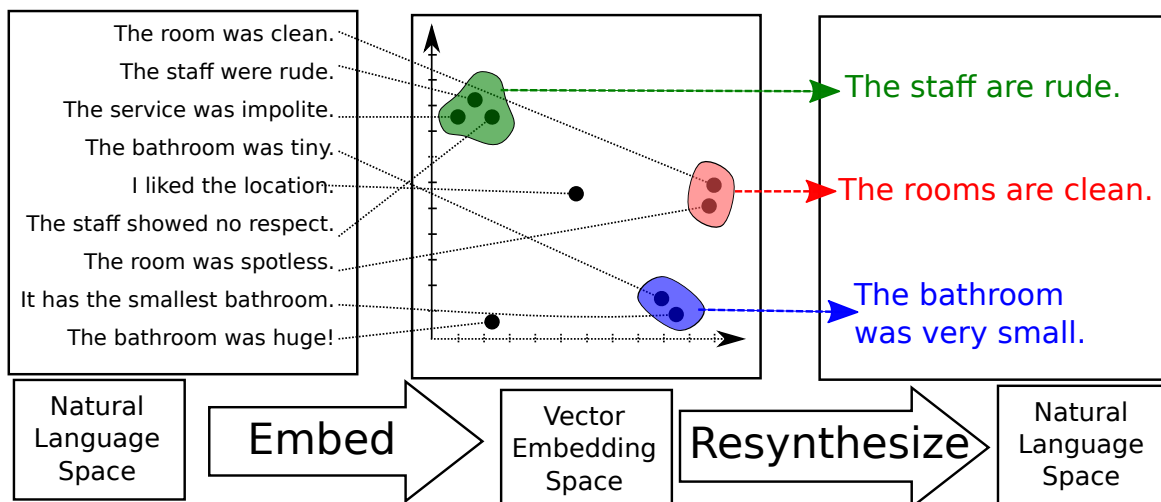 The room was clean.
The staff were rude.
The service was impolite.
The bathroom was tiny.
I liked the location.
The staff showed no respect.
The room was spotless.
It has the smallest bathroom.
The bathroom was huge!
The staff are rude.
The rooms are clean.
The bathroom
was very small.
Natural
Language
Space
Embed
Vector
Embedding
Space
Resynthesize
Natural
Language
Space